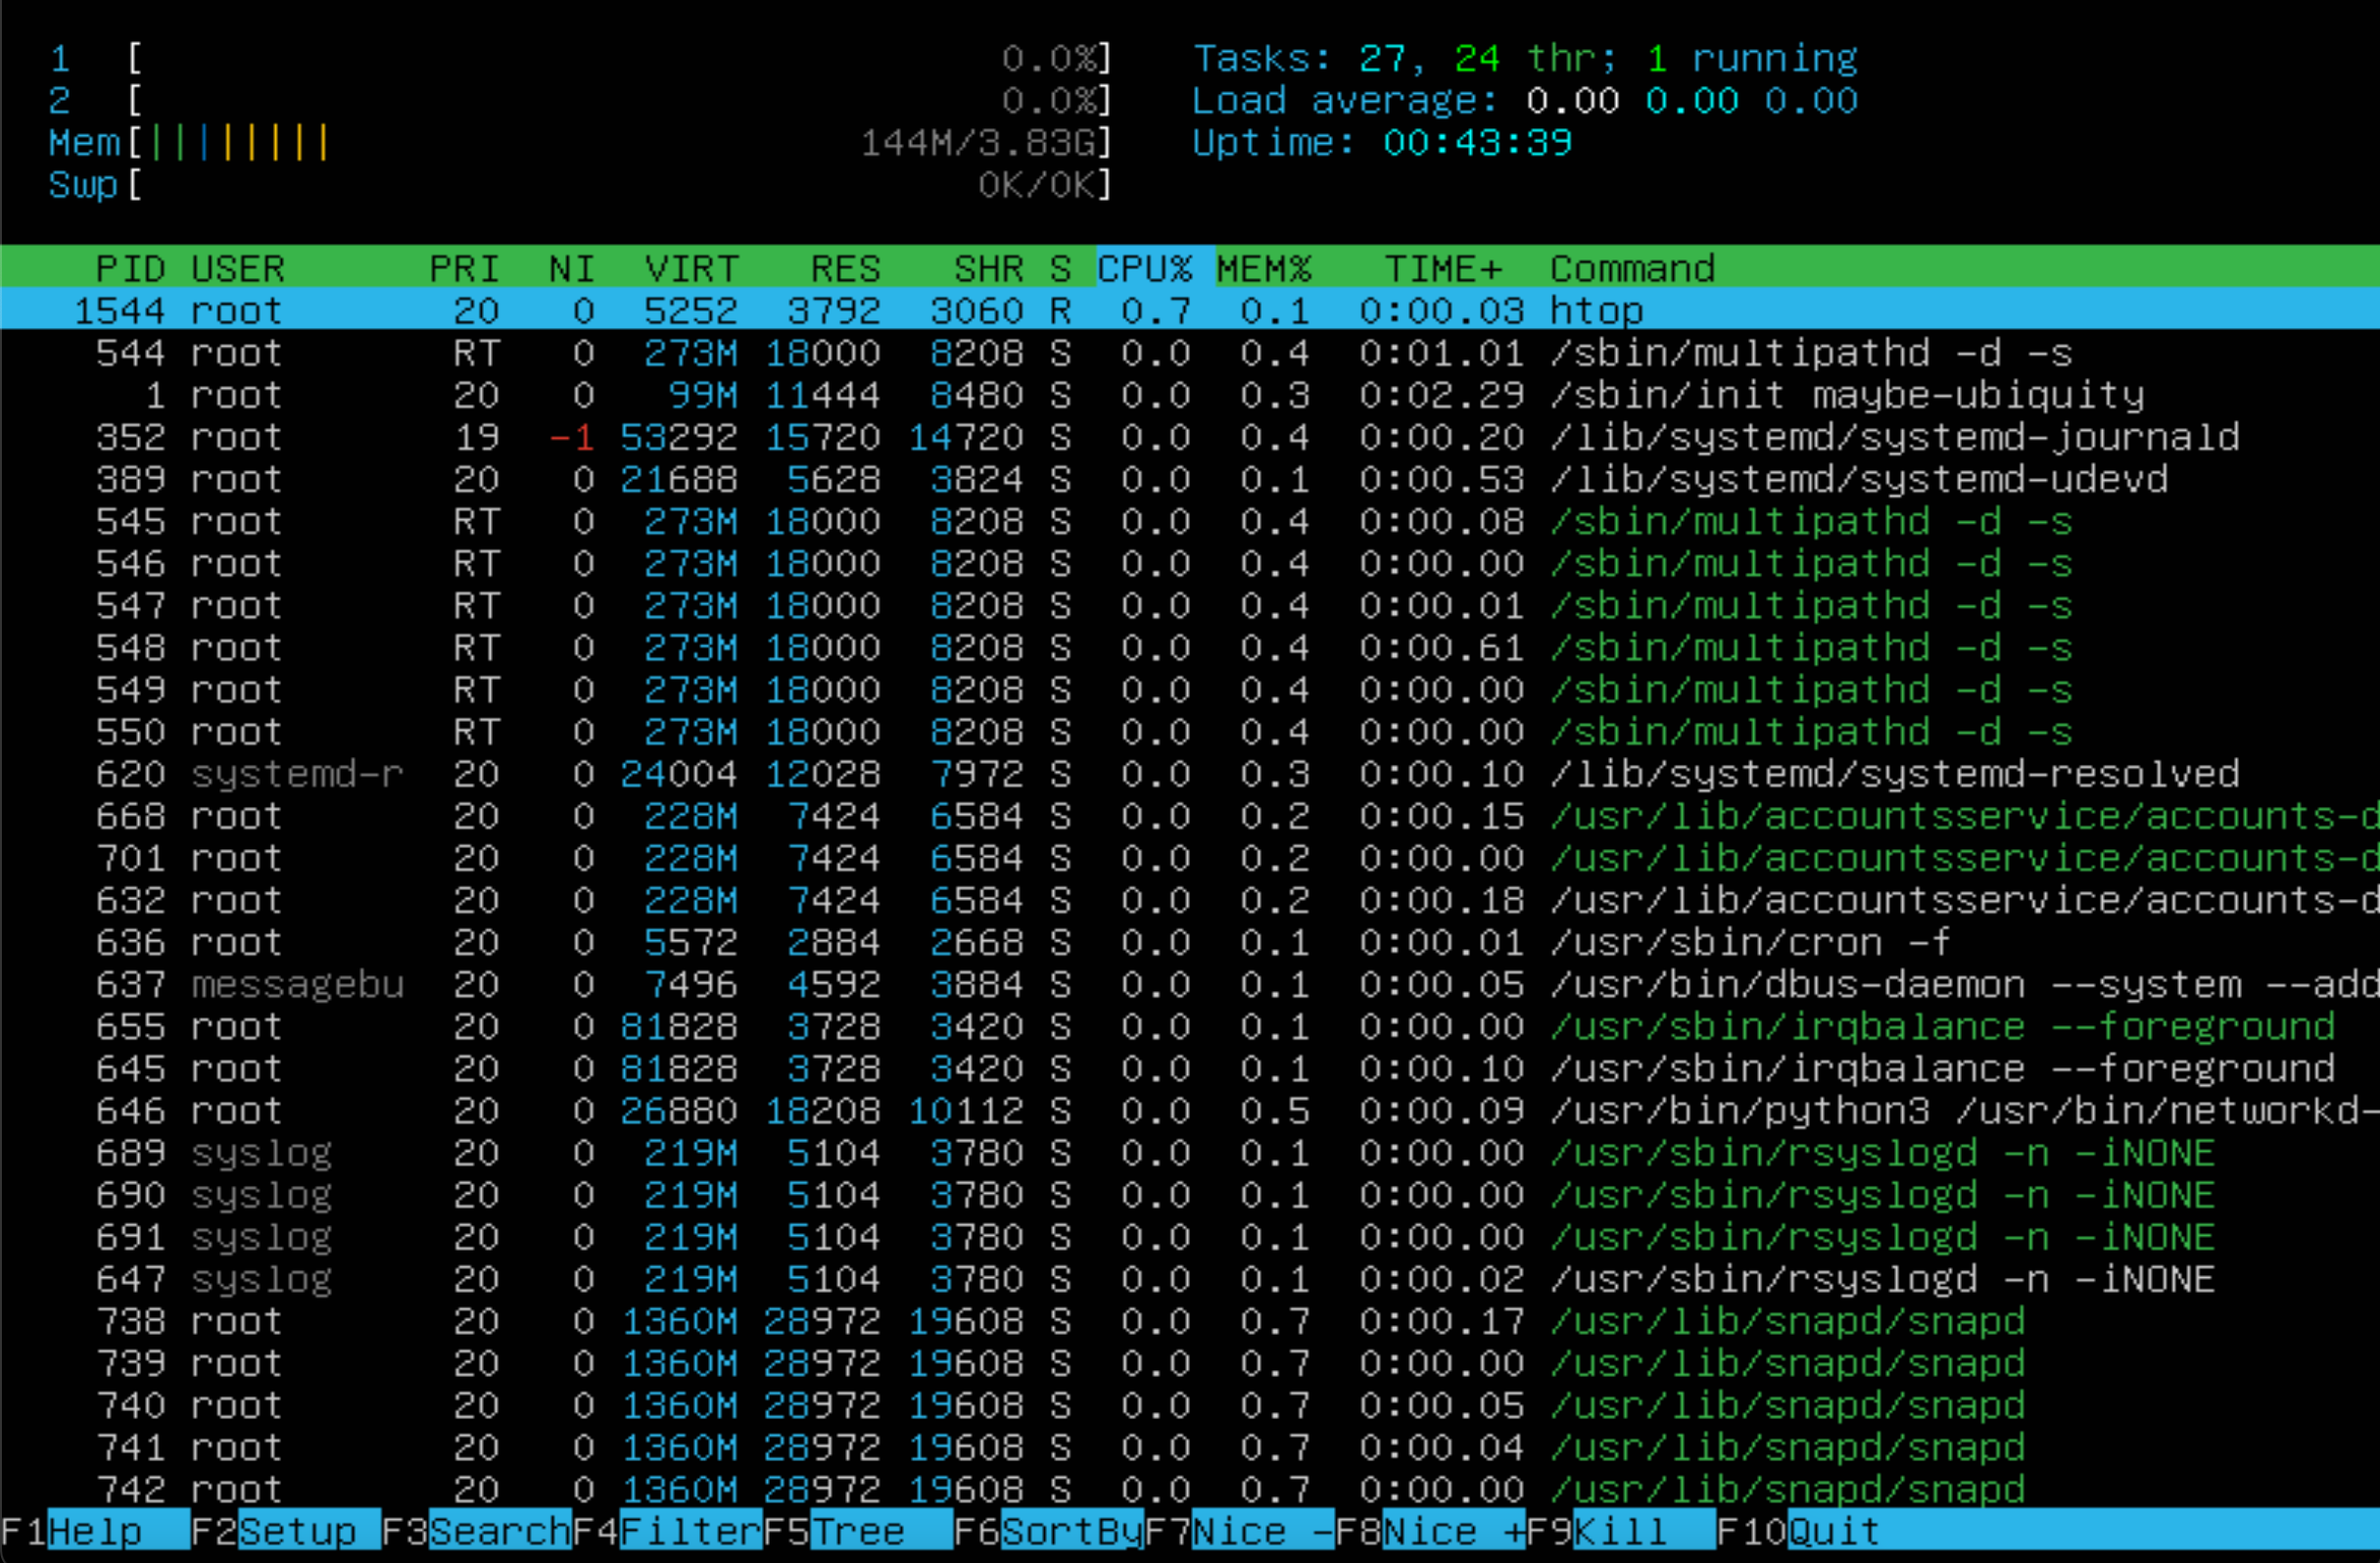 1 [ 0.0%] Tasks: 27, 24 thr; 1 running
2 [ 0.0%] Load average: 0.00 0.00 0.00
Mem[|||||||| 144M/3.83G] Uptime: 00:43:39
Swp[ 0K/0K]
PID USER PRI NI VIRT RES SHR S CPU% MEM% TIME+ Command
1544 root 20 0 5252 3792 3060 R 0.7 0.1 0:00.03 htop
544 root RT 0 273M 18000 8208 S 0.0 0.4 0:01.01 /sbin/multipathd -d -s
1 root 20 0 99M 11444 8480 S 0.0 0.3 0:02.29 /sbin/init maybe-ubiquity
352 root 19 -1 53292 15720 14720 S 0.0 0.4 0:00.20 /lib/systemd/systemd-journald
389 root 20 0 21688 5628 3824 S 0.0 0.1 0:00.53 /lib/systemd/systemd-udevd
545 root RT 0 273M 18000 8208 S 0.0 0.4 0:00.08 /sbin/multipathd -d -s
546 root RT 0 273M 18000 8208 S 0.0 0.4 0:00.00 /sbin/multipathd -d -s
547 root RT 0 273M 18000 8208 S 0.0 0.4 0:00.01 /sbin/multipathd -d -s
548 root RT 0 273M 18000 8208 S 0.0 0.4 0:00.61 /sbin/multipathd -d -s
549 root RT 0 273M 18000 8208 S 0.0 0.4 0:00.00 /sbin/multipathd -d -s
550 root RT 0 273M 18000 8208 S 0.0 0.4 0:00.00 /sbin/multipathd -d -s
620 systemd-r 20 0 24004 12028 7972 S 0.0 0.3 0:00.10 /lib/systemd/systemd-resolved
668 root 20 0 228M 7424 6584 S 0.0 0.2 0:00.15 /usr/lib/accountsservice/accounts-d
701 root 20 0 228M 7424 6584 S 0.0 0.2 0:00.00 /usr/lib/accountsservice/accounts-d
632 root 20 0 228M 7424 6584 S 0.0 0.2 0:00.18 /usr/lib/accountsservice/accounts-d
636 root 20 0 5572 2884 2668 S 0.0 0.1 0:00.01 /usr/sbin/cron -f
637 messagebu 20 0 7496 4592 3884 S 0.0 0.1 0:00.05 /usr/bin/dbus-daemon --system --add
655 root 20 0 81828 3728 3420 S 0.0 0.1 0:00.00 /usr/sbin/irqbalance --foreground
645 root 20 0 81828 3728 3420 S 0.0 0.1 0:00.10 /usr/sbin/irqbalance --foreground
646 root 20 0 26880 18208 10112 S 0.0 0.5 0:00.09 /usr/bin/python3 /usr/bin/networkd-
689 syslog 20 0 219M 5104 3780 S 0.0 0.1 0:00.00 /usr/sbin/rsyslogd -n -iNONE
690 syslog 20 0 219M 5104 3780 S 0.0 0.1 0:00.00 /usr/sbin/rsyslogd -n -iNONE
691 syslog 20 0 219M 5104 3780 S 0.0 0.1 0:00.00 /usr/sbin/rsyslogd -n -iNONE
647 syslog 20 0 219M 5104 3780 S 0.0 0.1 0:00.02 /usr/sbin/rsyslogd -n -iNONE
738 root 20 0 1360M 28972 19608 S 0.0 0.7 0:00.17 /usr/lib/snapd/snapd
739 root 20 0 1360M 28972 19608 S 0.0 0.7 0:00.00 /usr/lib/snapd/snapd
740 root 20 0 1360M 28972 19608 S 0.0 0.7 0:00.05 /usr/lib/snapd/snapd
741 root 20 0 1360M 28972 19608 S 0.0 0.7 0:00.04 /usr/lib/snapd/snapd
742 root 20 0 1360M 28972 19608 S 0.0 0.7 0:00.00 /usr/lib/snapd/snapd
F1Help F2Setup F3SearchF4FilterF5Tree F6SortByF7Nice -F8Nice +F9Kill F10Quit